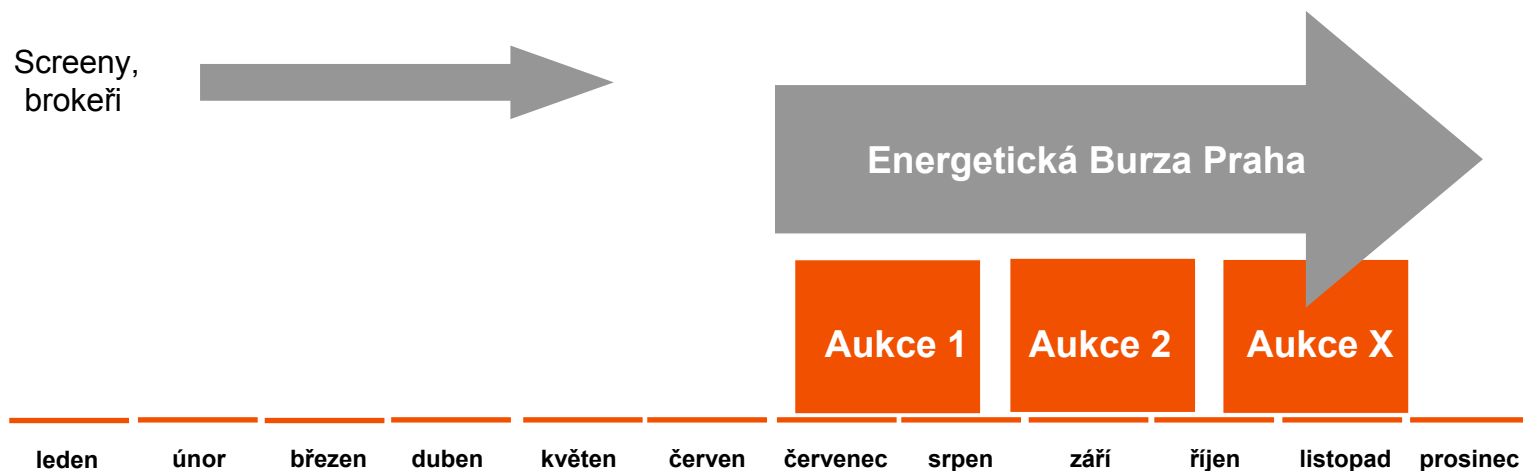 Screeny,
brokeři
Energetická Burza Praha
Aukce 1
Aukce 2
Aukce X
leden únor březen duben květen červen červenec srpen září říjen listopad prosinec